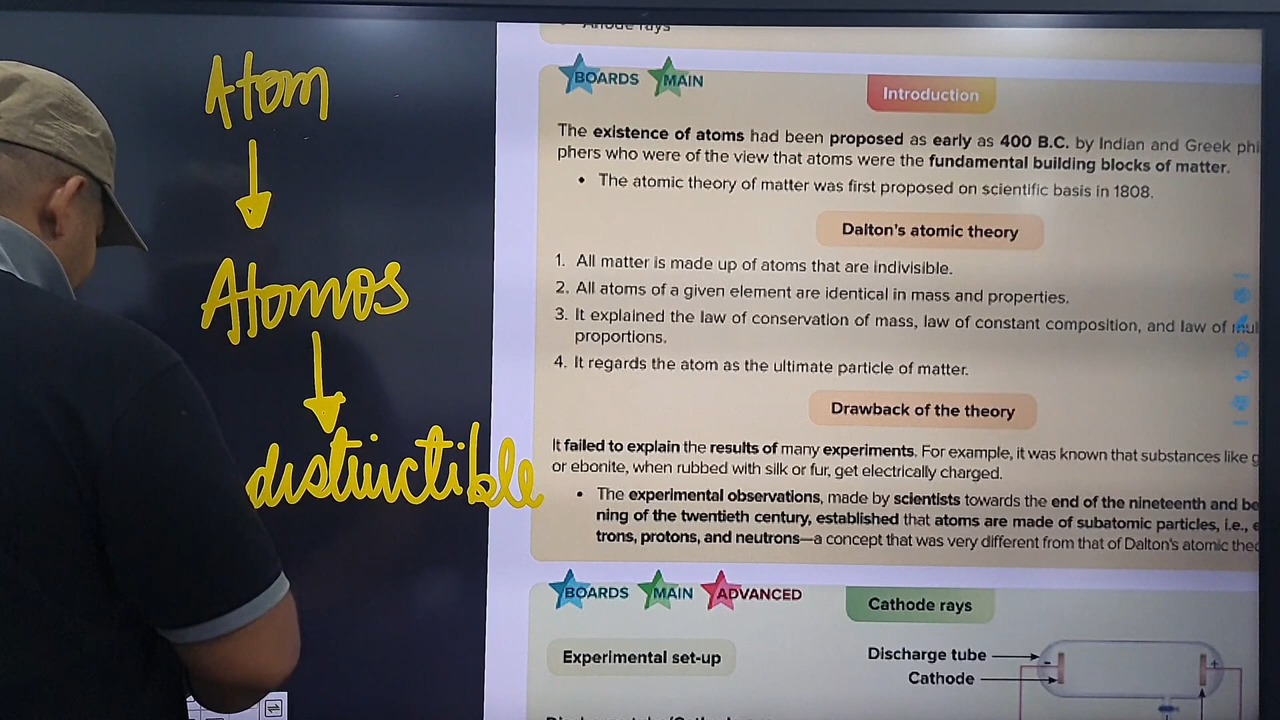 Atom
Atomos
distinctible
Anode rays
BOARDS MAIN
Introduction
The existence of atoms had been proposed as early as 400 B.C. by Indian and Greek phi
phers who were of the view that atoms were the fundamental building blocks of matter.
• The atomic theory of matter was first proposed on scientific basis in 1808.
Dalton's atomic theory
1. All matter is made up of atoms that are indivisible.
2. All atoms of a given element are identical in mass and properties.
3. It explained the law of conservation of mass, law of constant composition, and law of mul
proportions.
4. It regards the atom as the ultimate particle of matter.
Drawback of the theory
It failed to explain the results of many experiments. For example, it was known that substances like g
or ebonite, when rubbed with silk or fur, get electrically charged.
• The experimental observations, made by scientists towards the end of the nineteenth and be
ning of the twentieth century, established that atoms are made of subatomic particles, i.e., e
trons, protons, and neutrons—a concept that was very different from that of Dalton's atomic theo
BOARDS MAIN ADVANCED
Cathode rays
Experimental set-up
Discharge tube
Cathode
- +